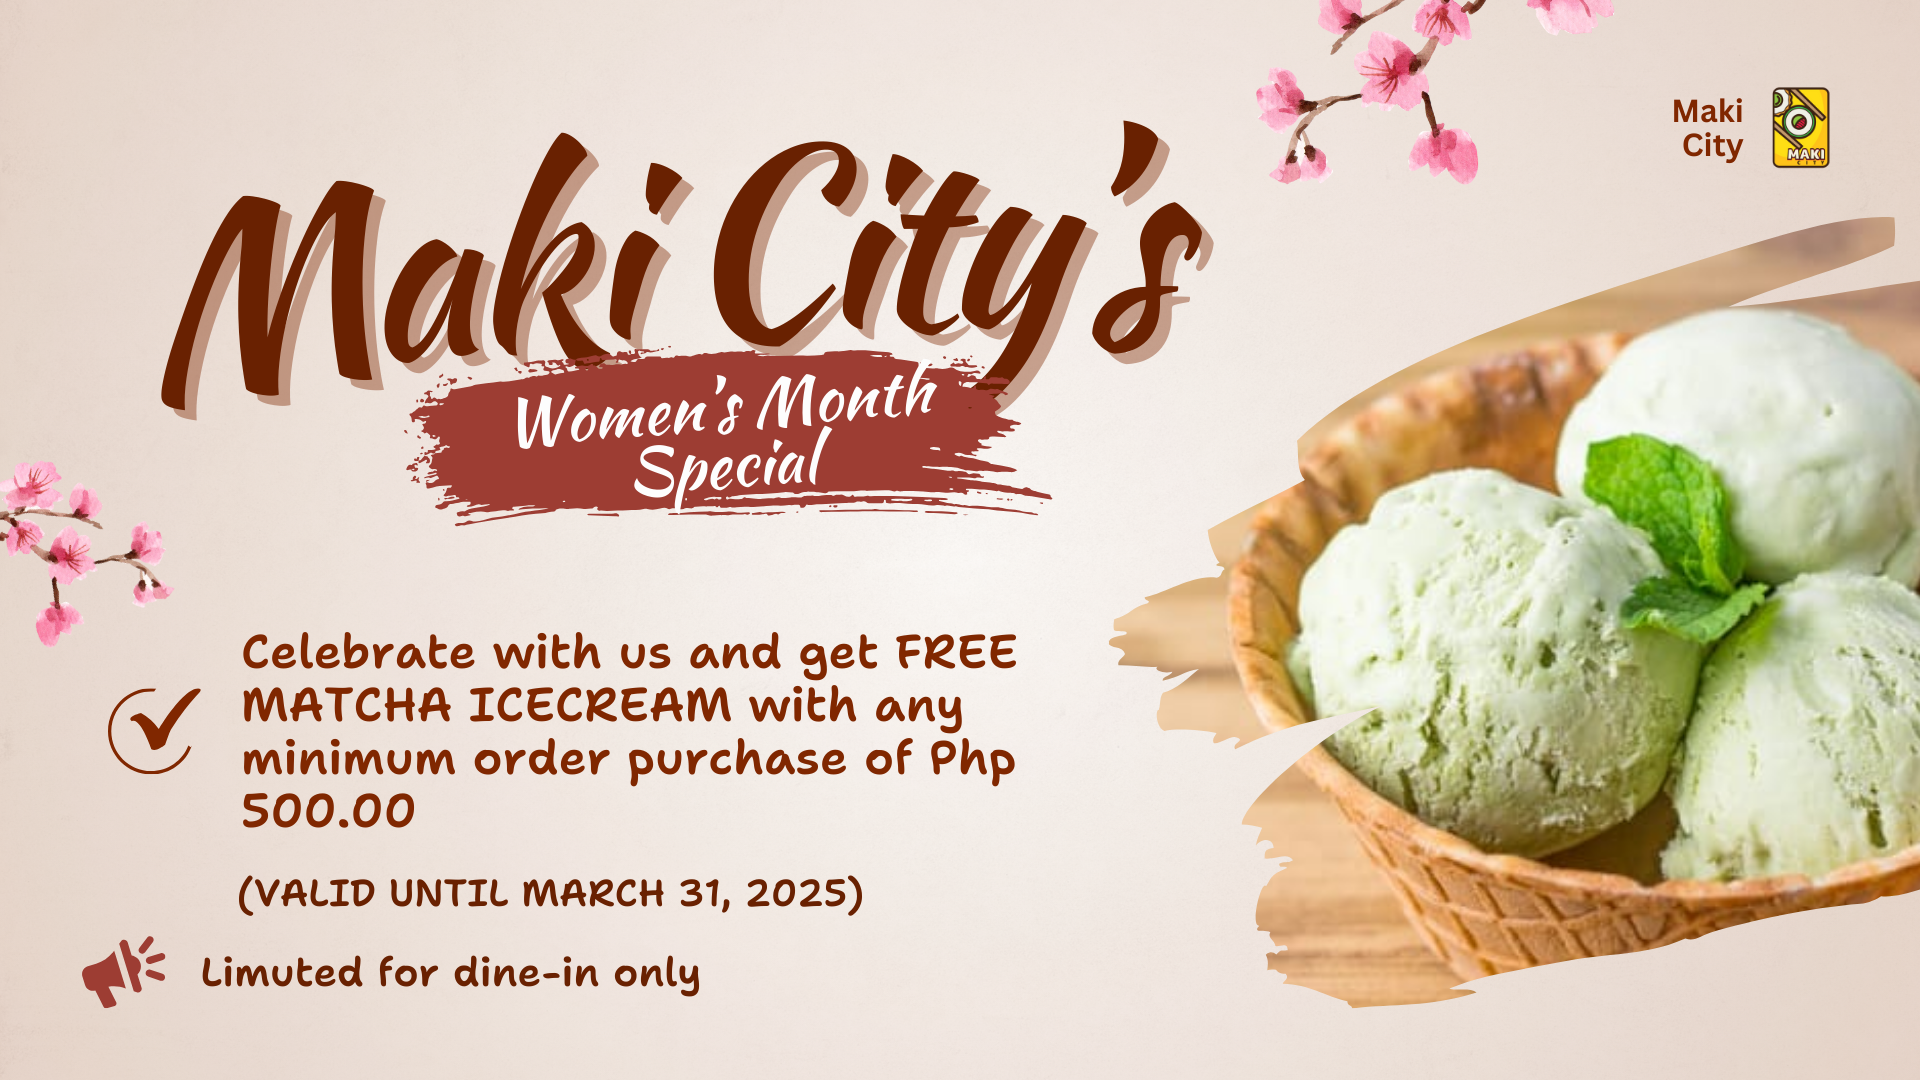 Maki
City
MAKI
CITY
Maki City's
Women's Month
Special
Celebrate with us and get FREE
MATCHA ICECREAM with any
minimum order purchase of Php
500.00
(VALID UNTIL MARCH 31, 2025)
Limuted for dine-in only